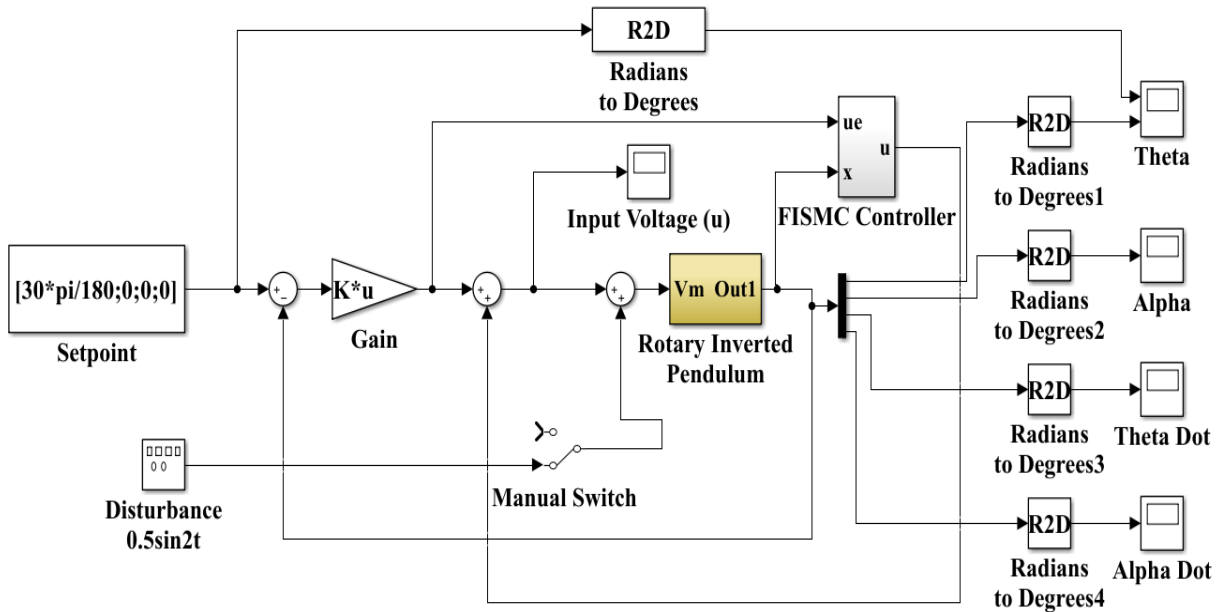 R2D
Radians
to Degrees
ue
u
x
FISMC Controller
R2D
Radians
to Degrees1
Theta
Input Voltage (u)
[30*pi/180;0;0;0]
Setpoint
+
−
K*u
Gain
+
+
+
+
Vm Out1
Rotary Inverted
Pendulum
R2D
Radians
to Degrees2
Alpha
R2D
Radians
to Degrees3
Theta Dot
Manual Switch
Disturbance
0.5sin2t
R2D
Radians
to Degrees4
Alpha Dot